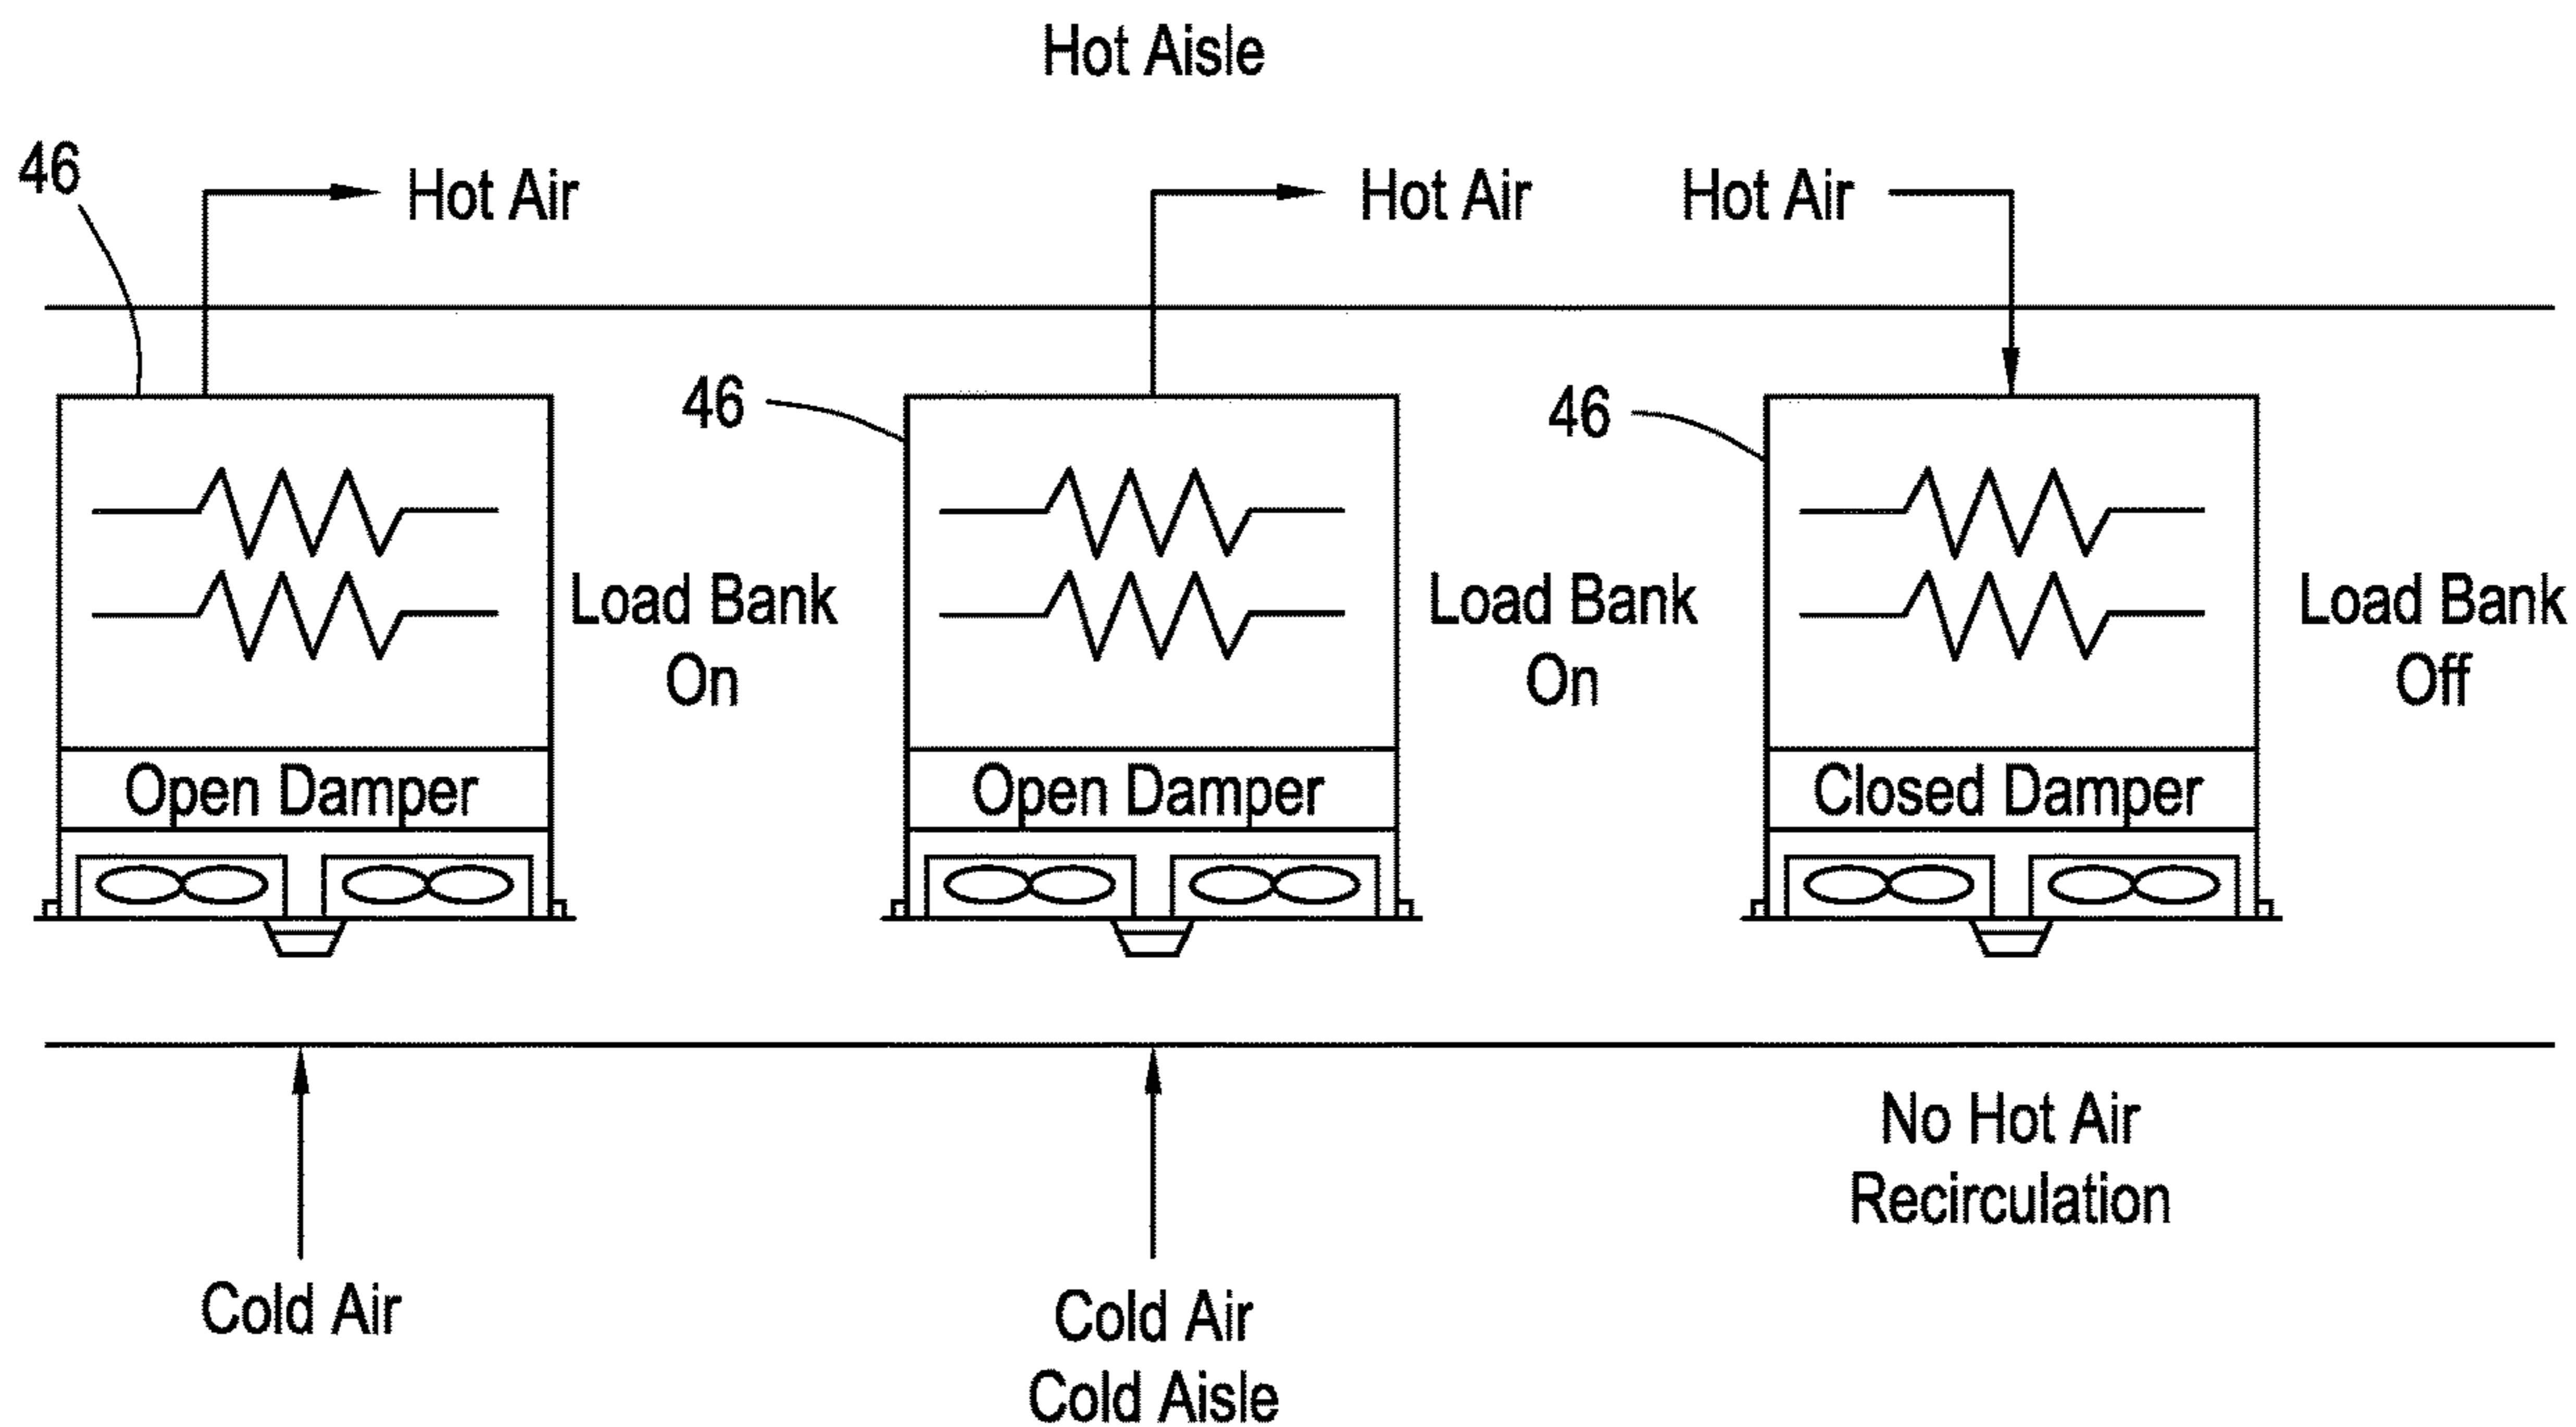 Hot Aisle
46
Hot Air
Hot Air
Hot Air
46
46
Load Bank
On
Load Bank
On
Load Bank
Off
Open Damper
Open Damper
Closed Damper
No Hot Air
Recirculation
Cold Air
Cold Air
Cold Aisle